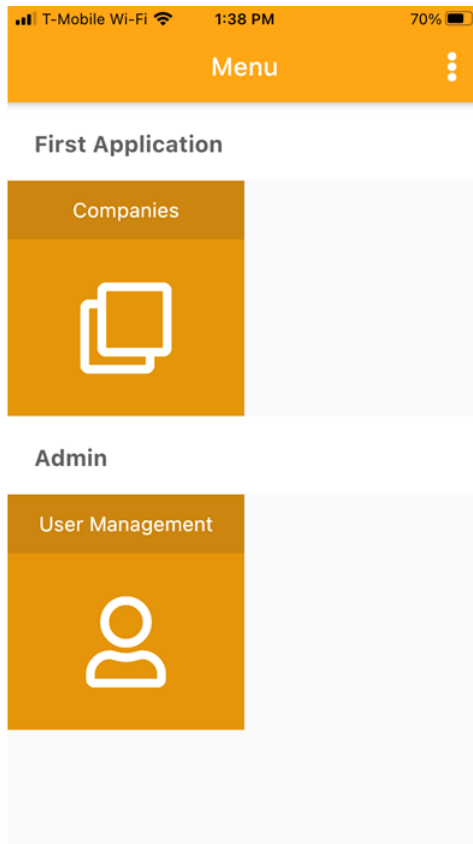 T-Mobile Wi-Fi 1:38 PM 70%
Menu
First Application
Companies
Admin
User Management